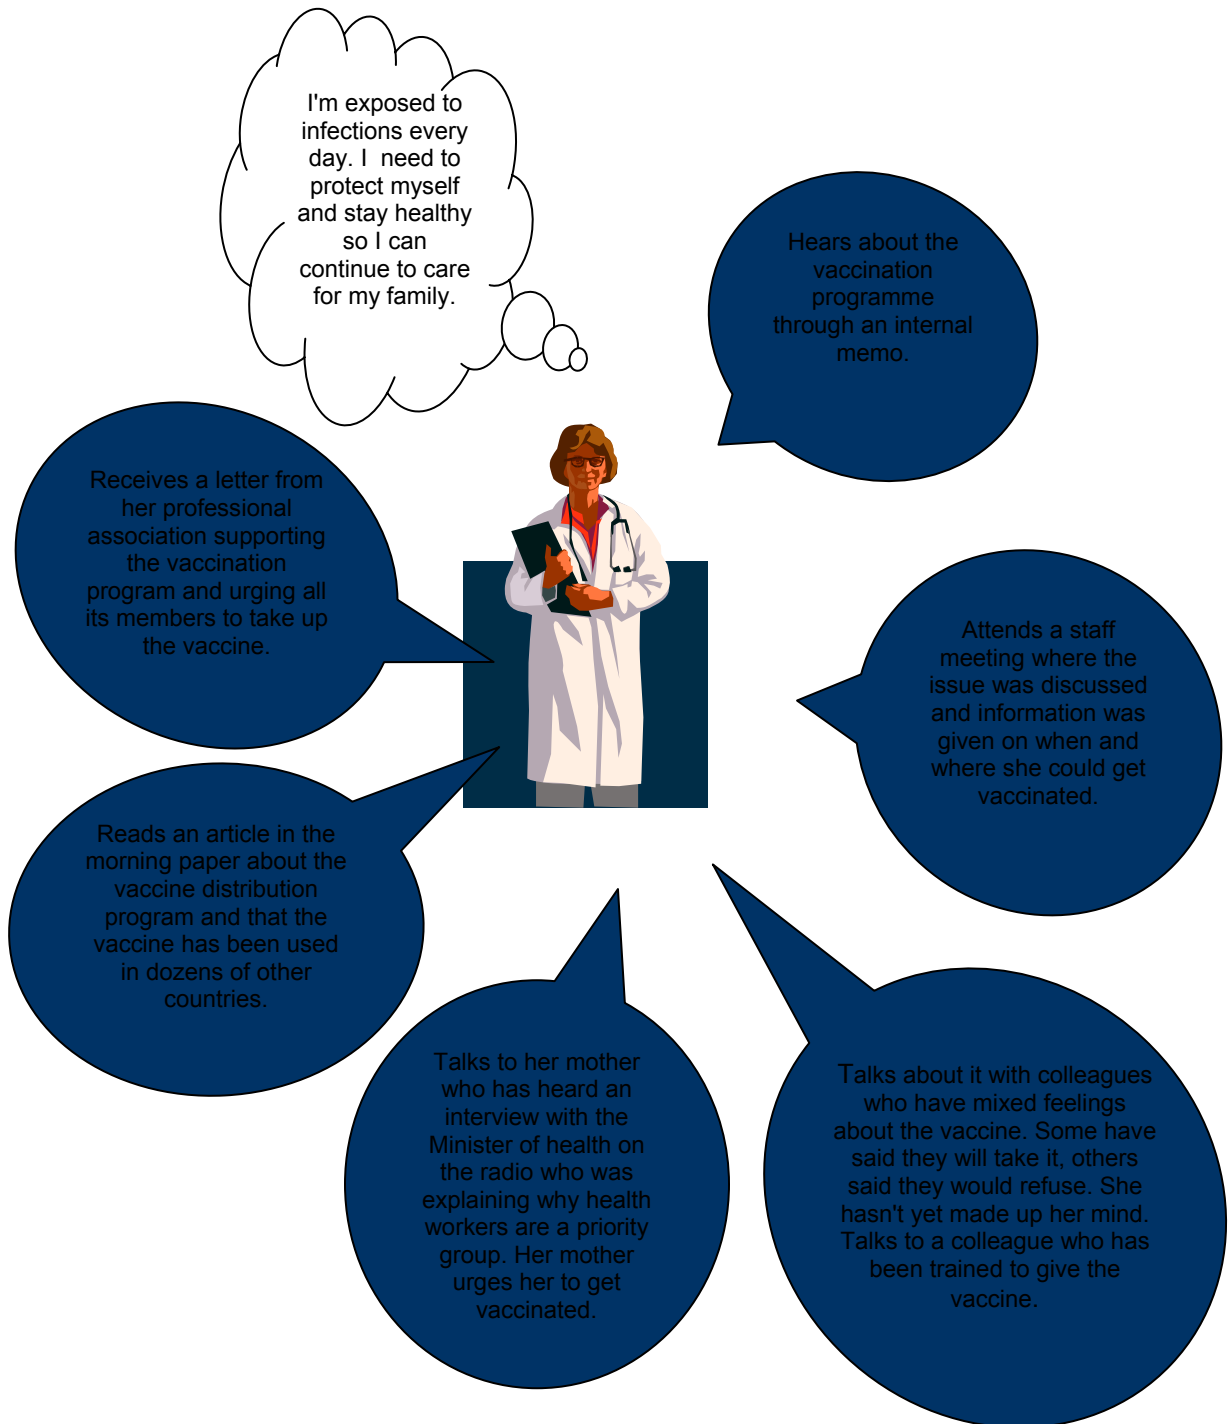 I'm exposed to
infections every
day. I need to
protect myself
and stay healthy
so I can
continue to care
for my family.
Hears about the
vaccination
programme
through an internal
memo.
Receives a letter from
her professional
association supporting
the vaccination
program and urging all
its members to take up
the vaccine.
Attends a staff
meeting where the
issue was discussed
and information was
given on when and
where she could get
vaccinated.
Reads an article in the
morning paper about the
vaccine distribution
program and that the
vaccine has been used
in dozens of other
countries.
Talks to her mother
who has heard an
interview with the
Minister of health on
the radio who was
explaining why health
workers are a priority
group. Her mother
urges her to get
vaccinated.
Talks about it with colleagues
who have mixed feelings
about the vaccine. Some have
said they will take it, others
said they would refuse. She
hasn't yet made up her mind.
Talks to a colleague who has
been trained to give the
vaccine.